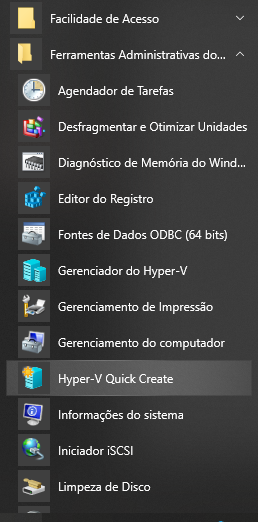 Facilidade de Acesso
Ferramentas Administrativas do...
Agendador de Tarefas
Desfragmentar e Otimizar Unidades
Diagnóstico de Memória do Wind...
Editor do Registro
Fontes de Dados ODBC (64 bits)
Gerenciador do Hyper-V
Gerenciamento de Impressão
Gerenciamento do computador
Hyper-V Quick Create
Informações do sistema
Iniciador iSCSI
Limpeza de Disco